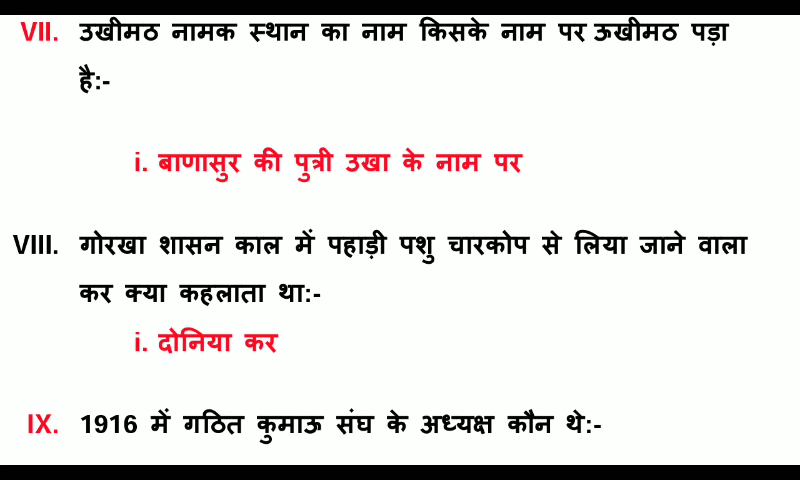 VII. उखीमठ नामक स्थान का नाम किसके नाम पर ऊखीमठ पड़ा
है:-
i. बाणासुर की पुत्री उखा के नाम पर
VIII. गोरखा शासन काल में पहाड़ी पशु चारकोप से लिया जाने वाला
कर क्या कहलाता था:-
i. दोनिया कर
IX. 1916 में गठित कुमाऊ संघ के अध्यक्ष कौन थे:-